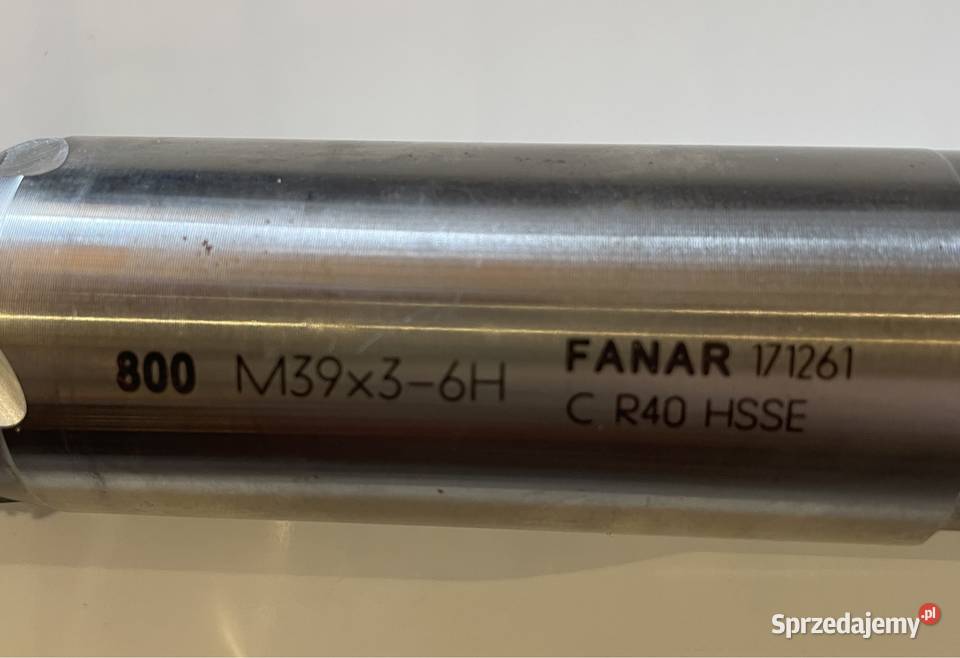 800 M39x3-6H FANAR 171261
C R40 HSSE
Sprzedajemy.pl